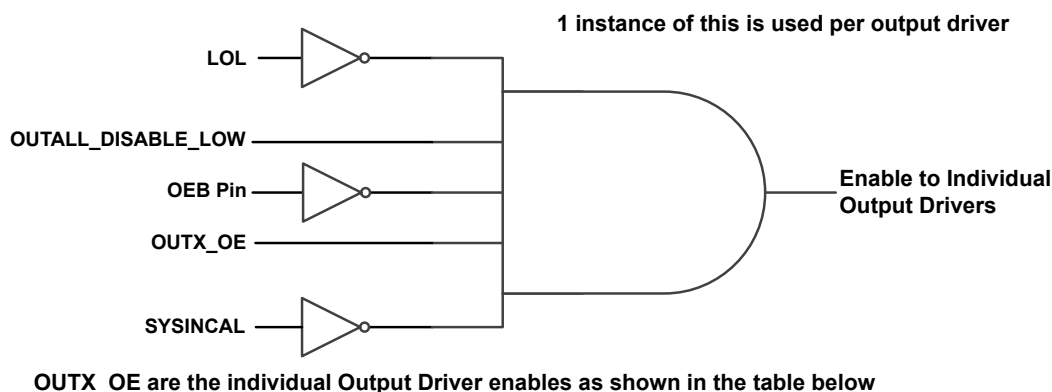 1 instance of this is used per output driver
LOL
OUTALL_DISABLE_LOW
OEB Pin
OUTX_OE
SYSINCAL
Enable to Individual
Output Drivers
OUTX_OE are the individual Output Driver enables as shown in the table below